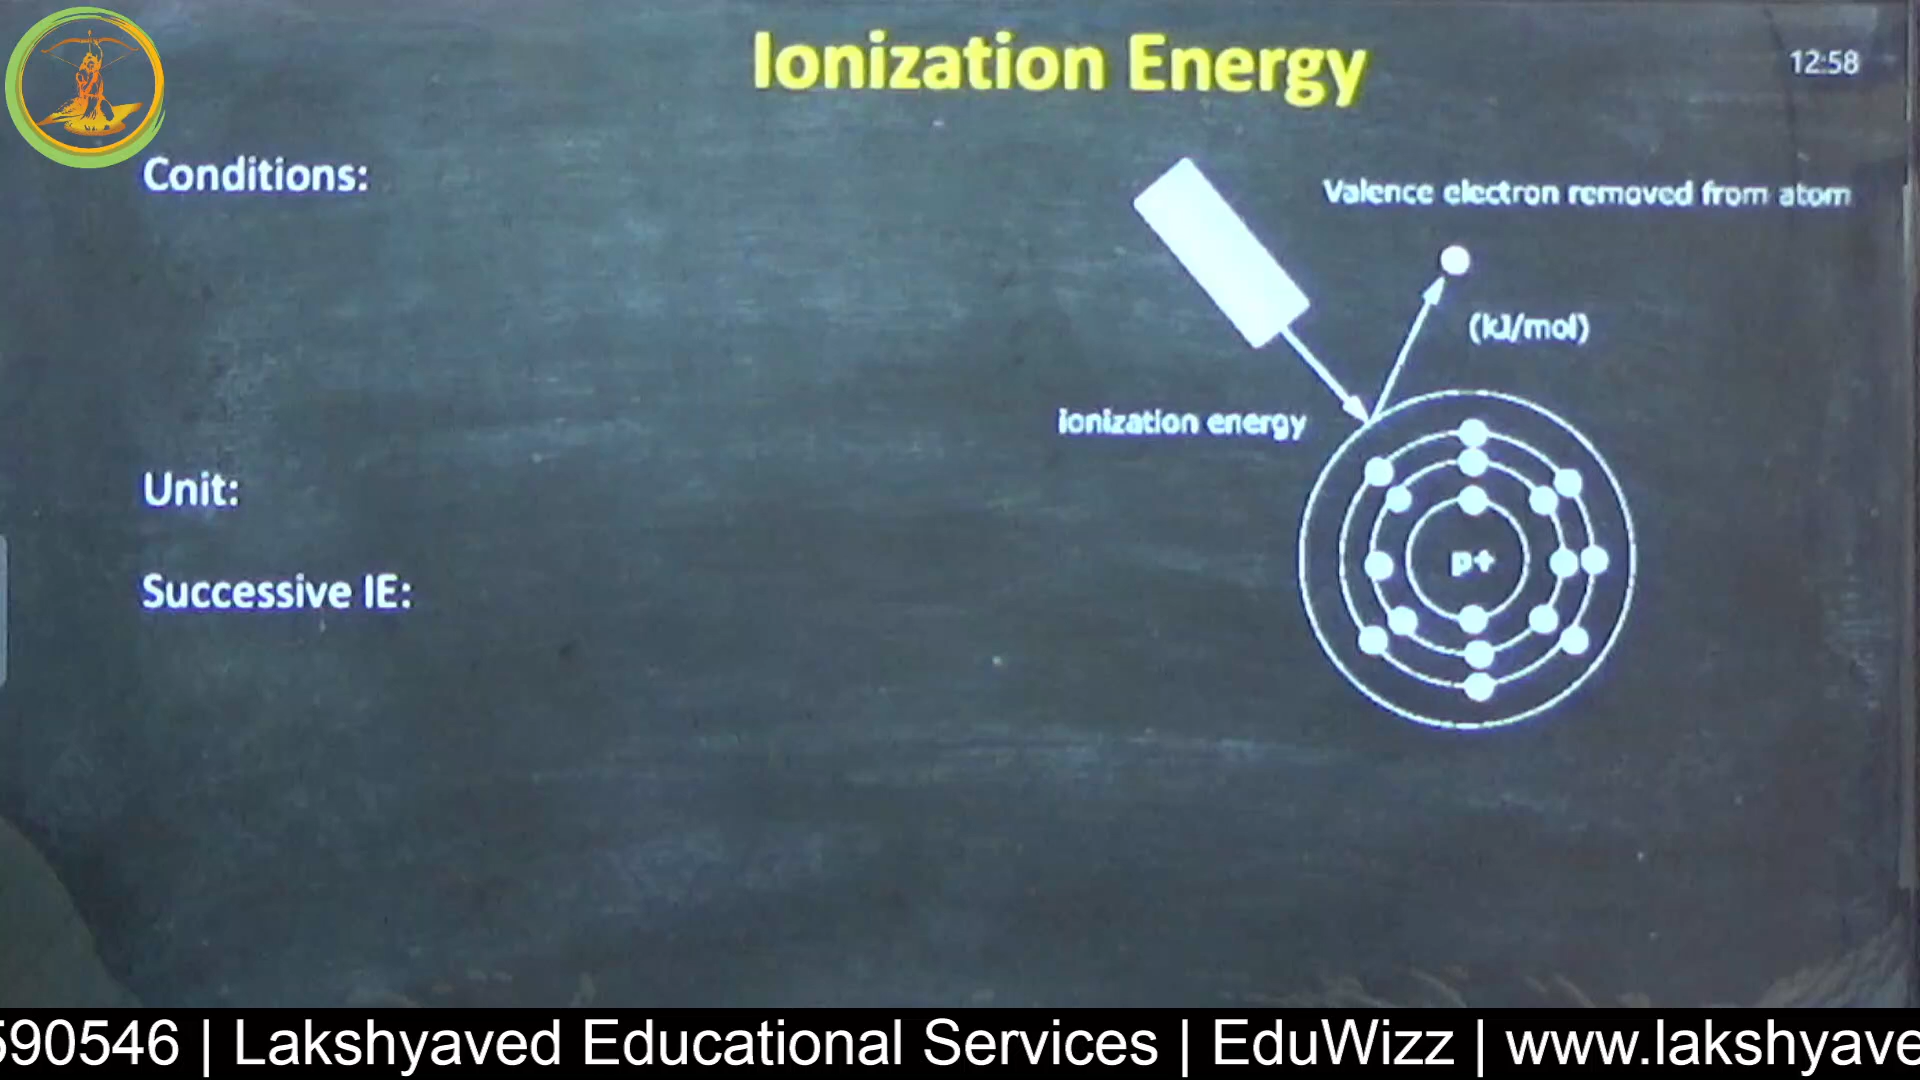 Ionization Energy
12:58
Conditions:
Valence electron removed from atom
(kJ/mol)
Ionization energy
Unit:
p+
Successive IE:
590546 | Lakshyaved Educational Services | EduWizz | www.lakshyave